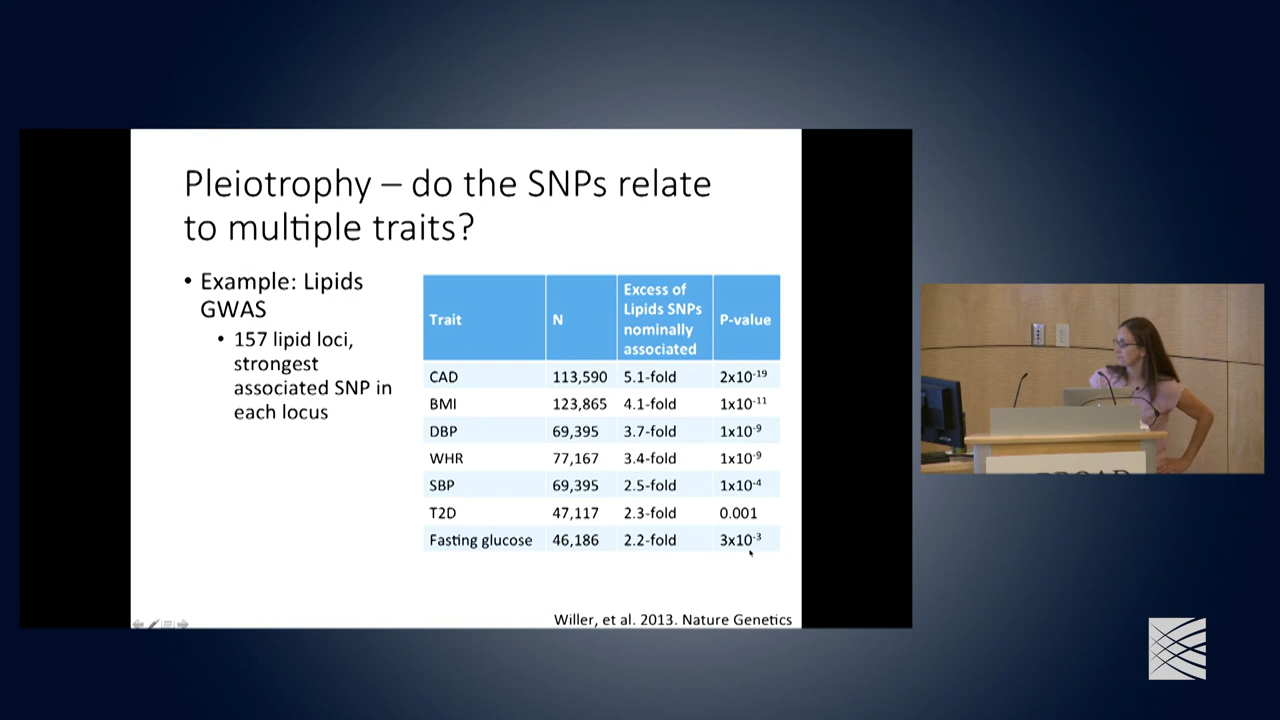 Pleiotrophy – do the SNPs relate
to multiple traits?
• Example: Lipids
GWAS
• 157 lipid loci,
strongest
associated SNP in
each locus
Trait N Excess of Lipids SNPs nominally associated P-value
CAD 113,590 5.1-fold 2x10⁻¹⁹
BMI 123,865 4.1-fold 1x10⁻¹¹
DBP 69,395 3.7-fold 1x10⁻⁹
WHR 77,167 3.4-fold 1x10⁻⁹
SBP 69,395 2.5-fold 1x10⁻⁴
T2D 47,117 2.3-fold 0.001
Fasting glucose 46,186 2.2-fold 3x10⁻³
Willer, et al. 2013. Nature Genetics